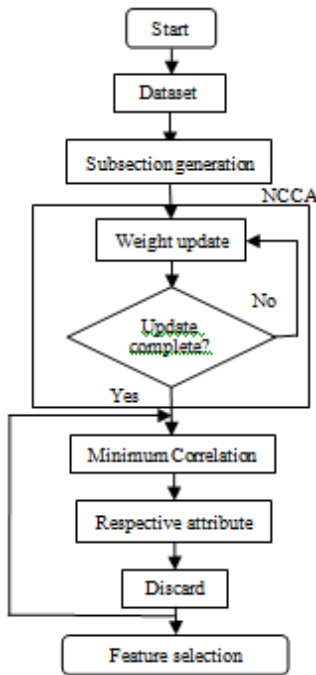 Start
Dataset
Subsection generation
NCCA
Weight update
No
Update
complete?
Yes
Minimum Correlation
Respective attribute
Discard
Feature selection